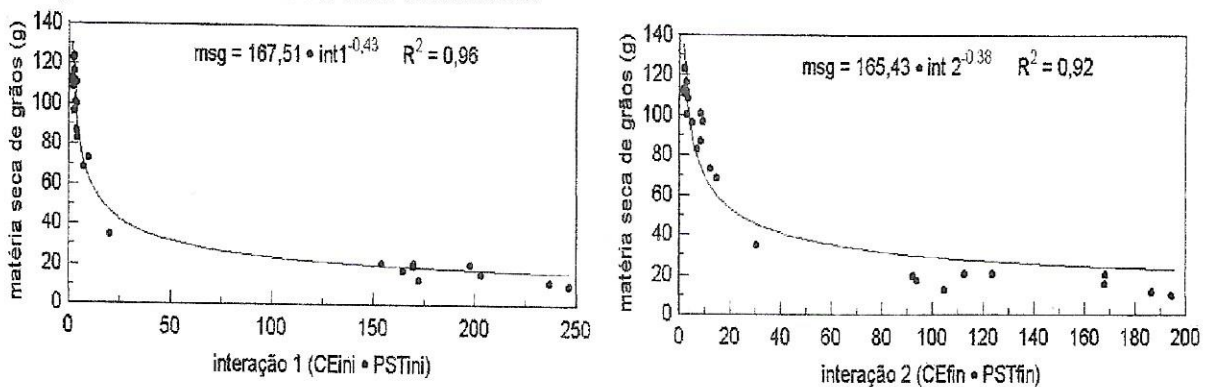 matéria seca de grãos (g)
140
120
100
80
60
40
20
0
msg = 167,51 • int1^-0,43 R^2 = 0,96
0 50 100 150 200 250
interação 1 (CEini • PSTini)
matéria seca de grãos (g)
140
120
100
80
60
40
20
0
msg = 165,43 • int 2^-0.38 R^2 = 0,92
0 20 40 60 80 100 120 140 160 180 200
interação 2 (CEfin • PSTfin)